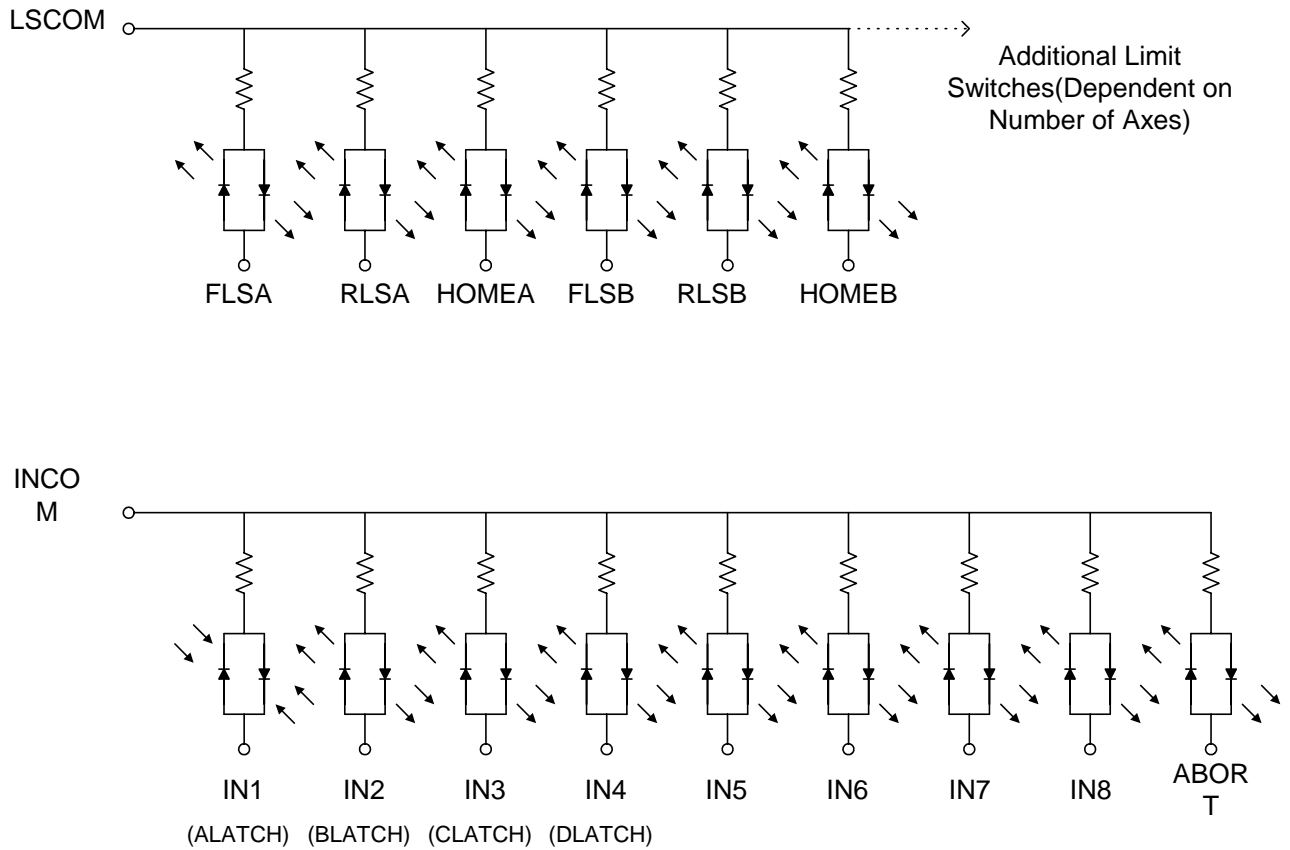 LSCOM
Additional Limit
Switches(Dependent on
Number of Axes)
FLSA RLSA HOMEA FLSB RLSB HOMEB
INCO
M
IN1 IN2 IN3 IN4 IN5 IN6 IN7 IN8 ABOR
T
(ALATCH) (BLATCH) (CLATCH) (DLATCH)